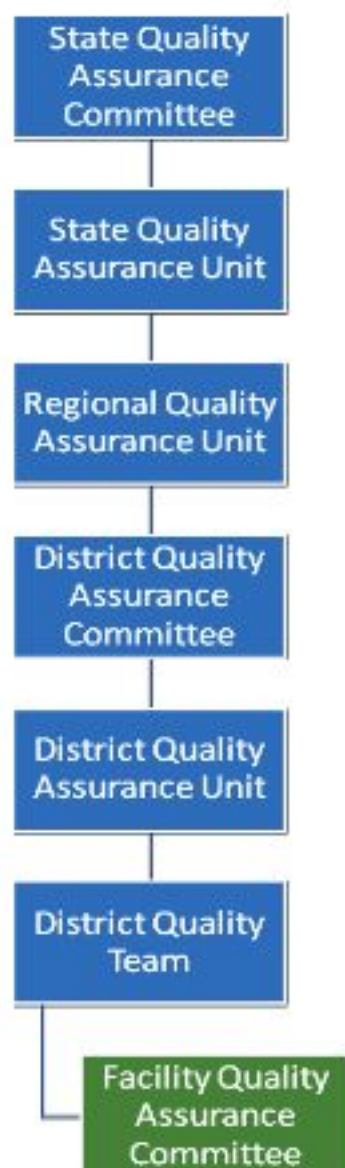 State Quality
Assurance
Committee
State Quality
Assurance Unit
Regional Quality
Assurance Unit
District Quality
Assurance
Committee
District Quality
Assurance Unit
District Quality
Team
Facility Quality
Assurance
Committee